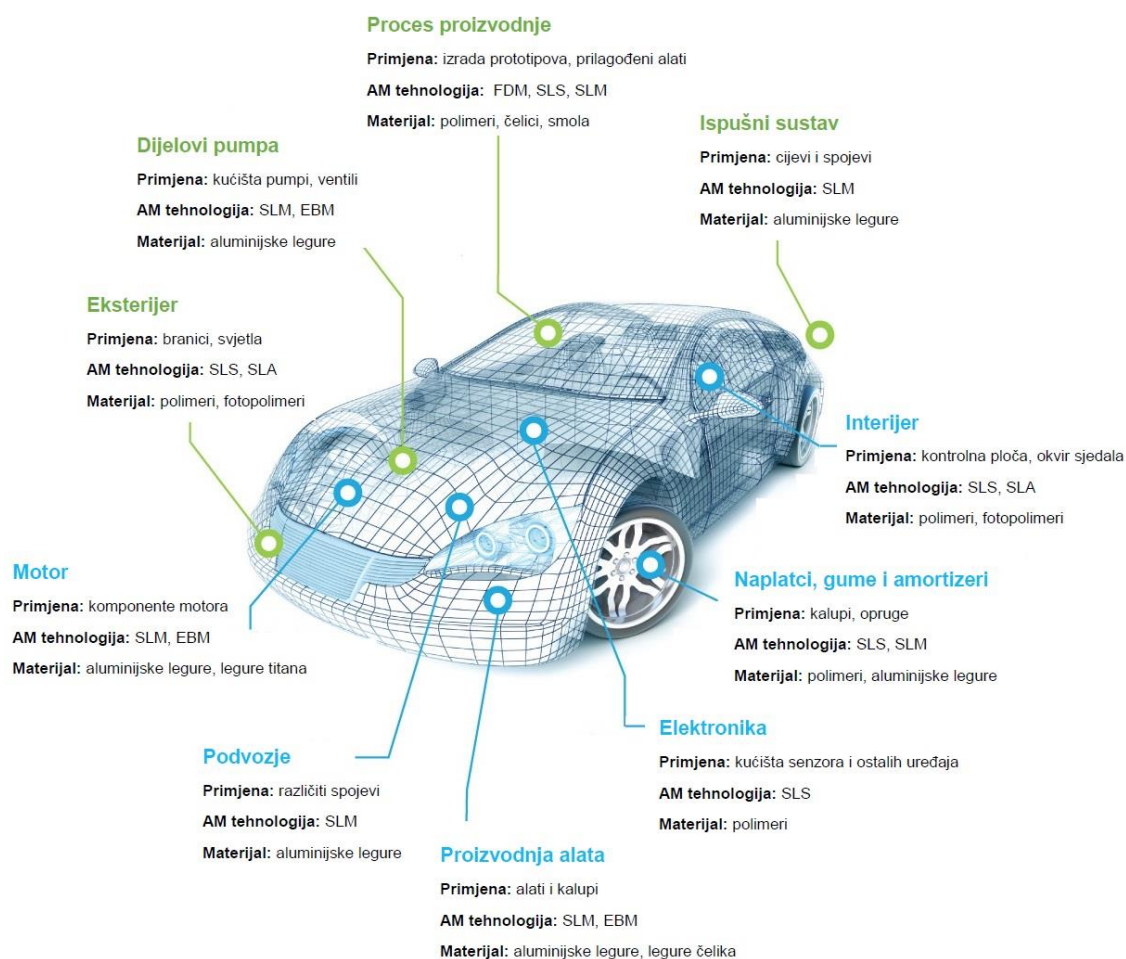 Proces proizvodnje
Primjena: izrada prototipova, prilagođeni alati
AM tehnologija: FDM, SLS, SLM
Materijal: polimeri, čelici, smola
Ispušni sustav
Primjena: cijevi i spojevi
AM tehnologija: SLM
Materijal: aluminijske legure
Dijelovi pumpa
Primjena: kućišta pumpi, ventili
AM tehnologija: SLM, EBM
Materijal: aluminijske legure
Eksterijer
Primjena: branici, svjetla
AM tehnologija: SLS, SLA
Materijal: polimeri, fotopolimeri
Interijer
Primjena: kontrolna ploča, okvir sjedala
AM tehnologija: SLS, SLA
Materijal: polimeri, fotopolimeri
Motor
Primjena: komponente motora
AM tehnologija: SLM, EBM
Materijal: aluminijske legure, legure titana
Naplatci, gume i amortizeri
Primjena: kalupi, opruge
AM tehnologija: SLS, SLM
Materijal: polimeri, aluminijske legure
Elektronika
Primjena: kućišta senzora i ostalih uređaja
AM tehnologija: SLS
Materijal: polimeri
Podvozje
Primjena: različiti spojevi
AM tehnologija: SLM
Materijal: aluminijske legure
Proizvodnja alata
Primjena: alati i kalupi
AM tehnologija: SLM, EBM
Materijal: aluminijske legure, legure čelika